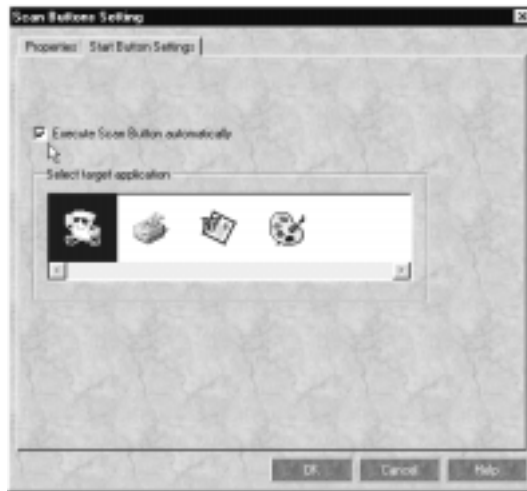 Scan Buttons Setting
Properties Start Button Settings
Execute Scan Button automatically
Select target application
OK Cancel Help